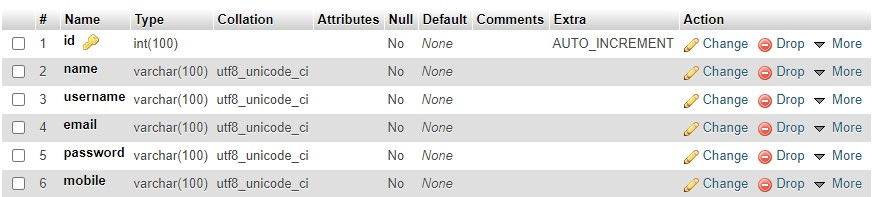 # Name Type Collation Attributes Null Default Comments Extra Action
1 id int(100) No None AUTO_INCREMENT Change Drop More
2 name varchar(100) utf8_unicode_ci No None Change Drop More
3 username varchar(100) utf8_unicode_ci No None Change Drop More
4 email varchar(100) utf8_unicode_ci No None Change Drop More
5 password varchar(100) utf8_unicode_ci No None Change Drop More
6 mobile varchar(100) utf8_unicode_ci No None Change Drop More